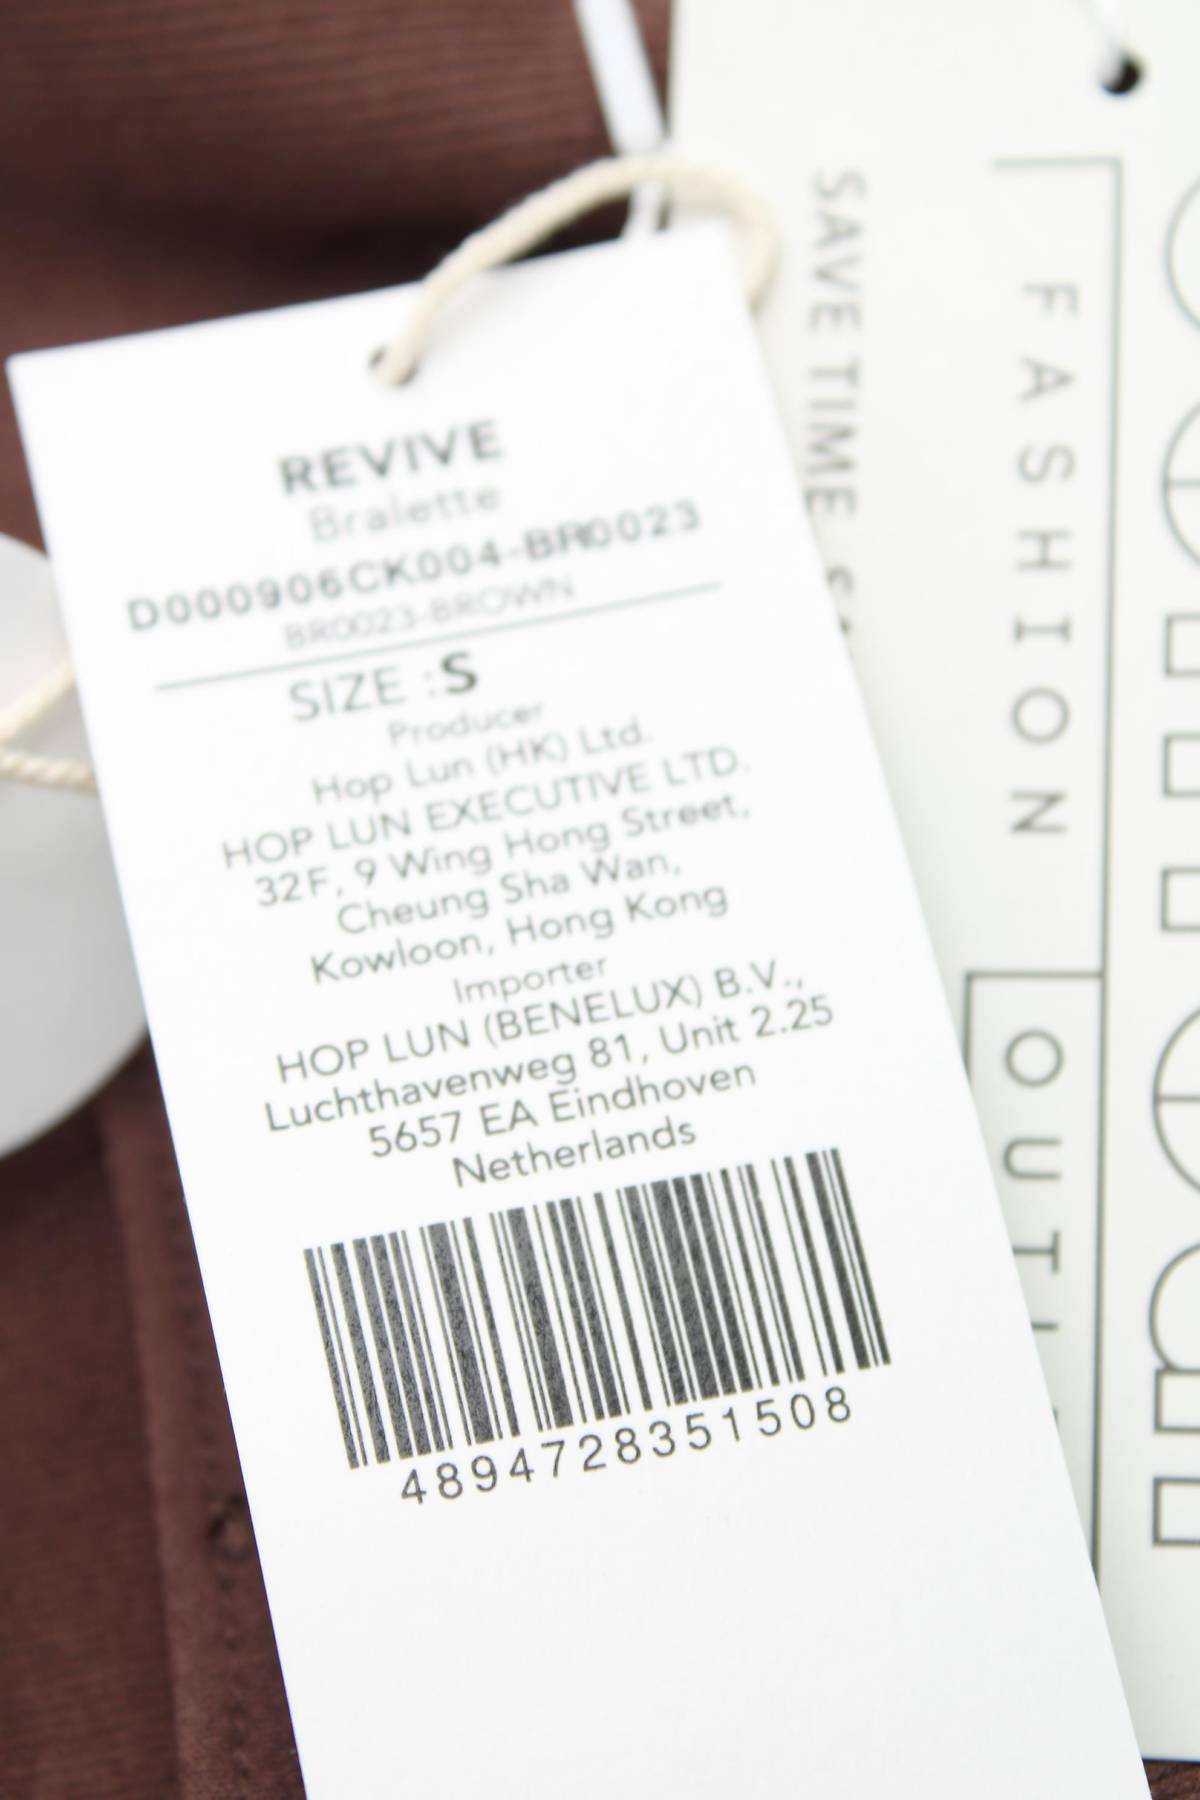 REVIVE
Bralette
D000906CK004-BR0023
BR0023-BROWN
SIZE :S
Producer
Hop Lun (HK) Ltd.
HOP LUN EXECUTIVE LTD.
32F, 9 Wing Hong Street,
Cheung Sha Wan,
Kowloon, Hong Kong
Importer
HOP LUN (BENELUX) B.V.,
Luchthavenweg 81, Unit 2.25
5657 EA Eindhoven
Netherlands
4894728351508
SAVE TIME
FASHION